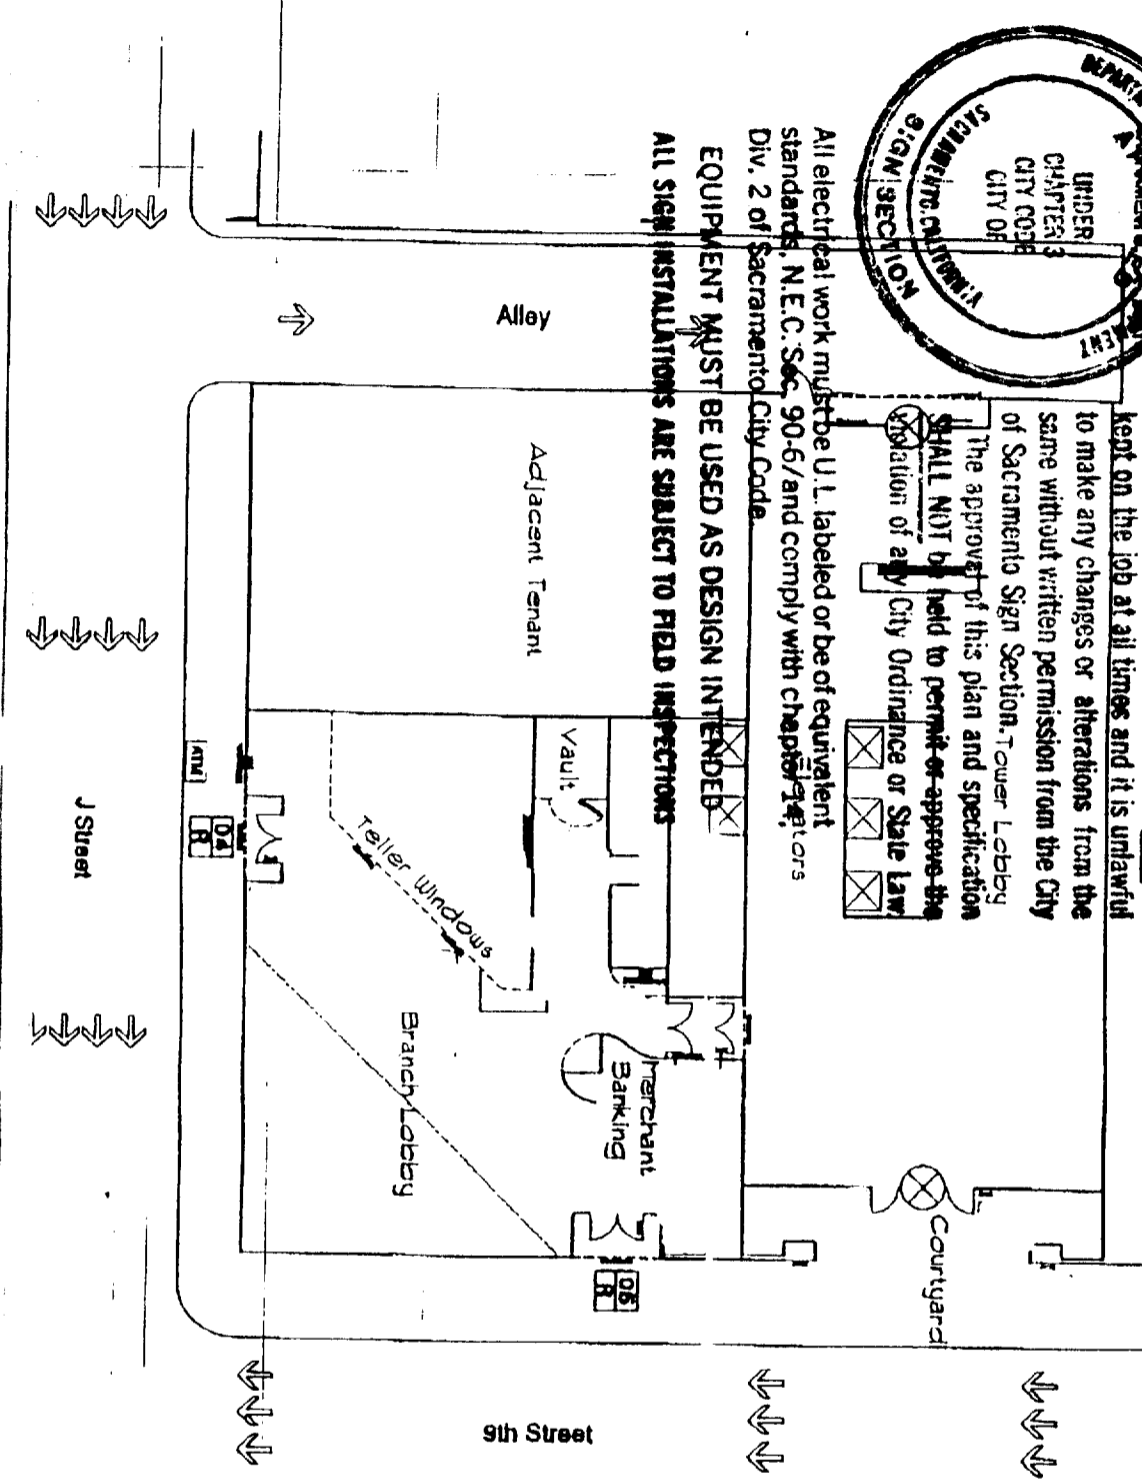 DEPARTM
UNDER
CHAPTER 3
CITY CODE
CITY OF
SACRAMENTO, CALIFORNIA
SIGN SECTION
kept on the job at all times and it is unlawful
to make any changes or alterations from the
same without written permission from the City
of Sacramento Sign Section.
The approval of this plan and specification
SHALL NOT be held to permit or approve the
violation of any City Ordinance or State Law.
All electrical work must be U.L. labeled or be of equivalent
standards, N.E.C. Sec. 90-6/and comply with chapter 14,
Div. 2 of Sacramento City Code.
EQUIPMENT MUST BE USED AS DESIGN INTENDED
ALL SIGN INSTALLATIONS ARE SUBJECT TO FIELD INSPECTIONS
Tower Lobby
Elevators
Alley
Adjacent Tenant
Vault
Teller Windows
Merchant
Banking
Branch Lobby
Courtyard
ATM
04
R
05
R
J Street
9th Street